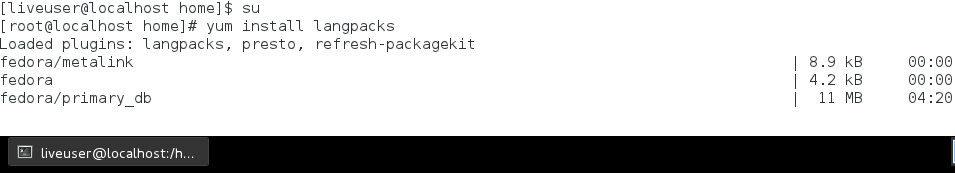 [liveuser@localhost home]$ su
[root@localhost home]# yum install langpacks
Loaded plugins: langpacks, presto, refresh-packagekit
fedora/metalink | 8.9 kB 00:00
fedora | 4.2 kB 00:00
fedora/primary_db | 11 MB 04:20
liveuser@localhost:/h...